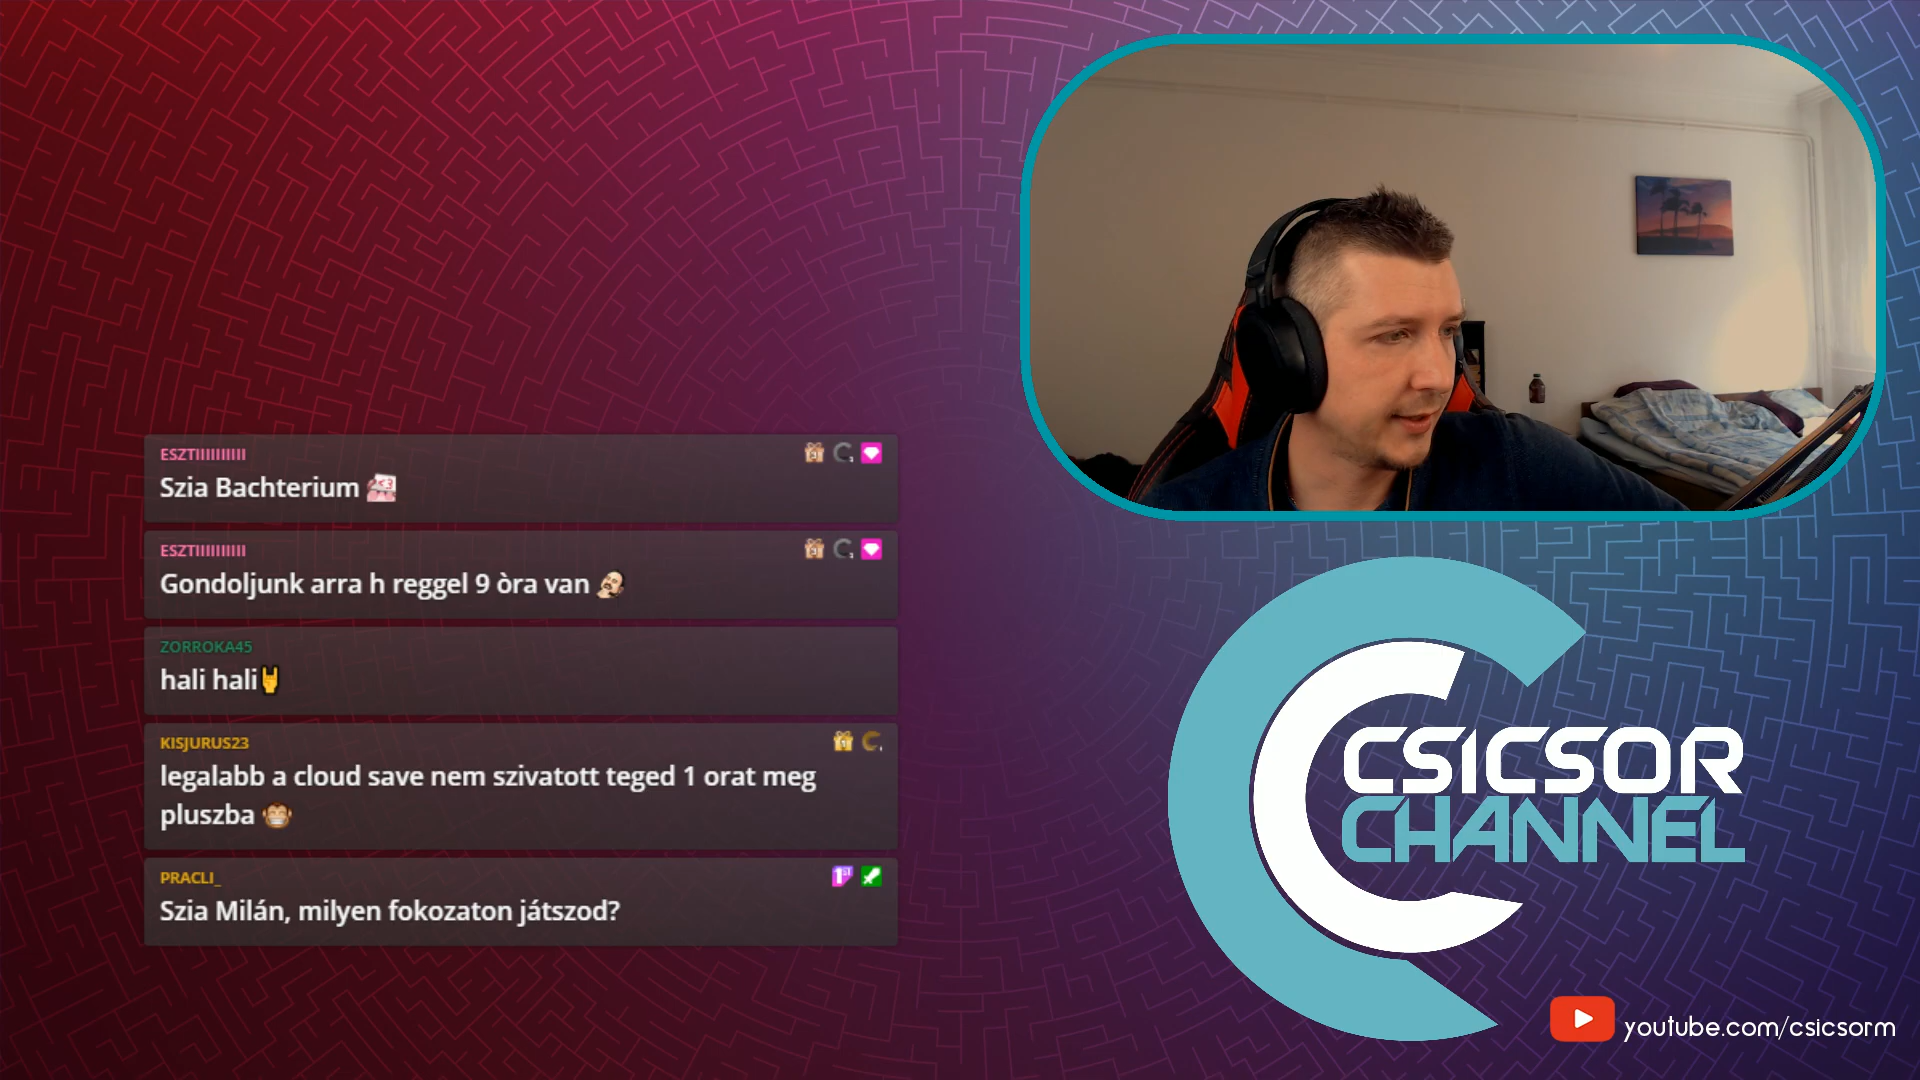 ESZTIIIIIIIIII
Szia Bachterium
ESZTIIIIIIIIII
Gondoljunk arra h reggel 9 òra van
ZORROKA45
hali hali
KISJURUS23
legalabb a cloud save nem szivatott teged 1 orat meg
pluszba
PRACLI_
Szia Milán, milyen fokozaton játszod?
CSICSOR
CHANNEL
youtube.com/csicsorm